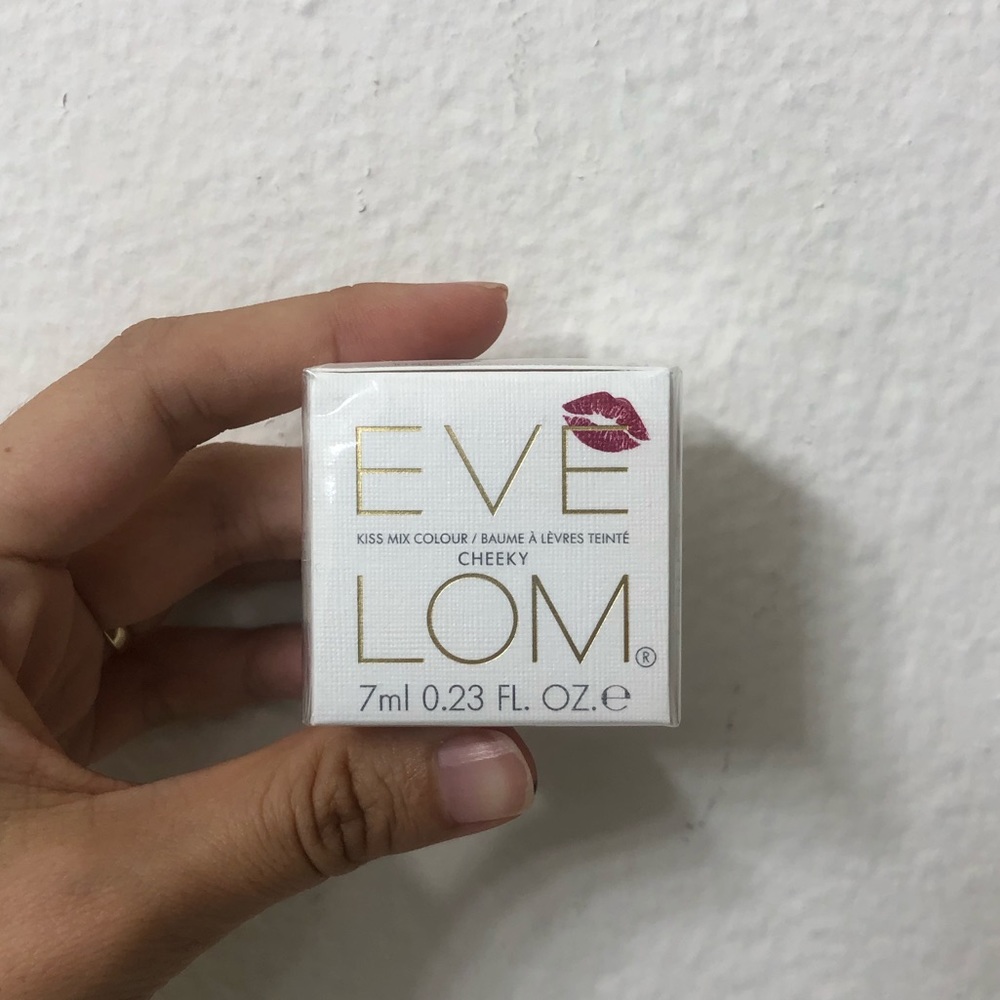 EVE
KISS MIX COLOUR / BAUME À LÈVRES TEINTÉ
CHEEKY
LOM®
7ml 0.23 FL. OZ.℮